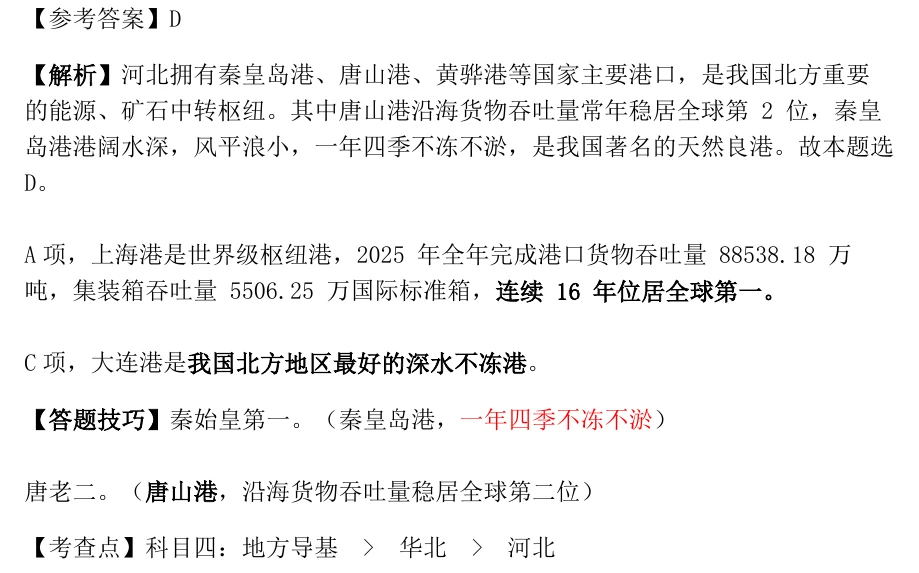 【参考答案】D
【解析】河北拥有秦皇岛港、唐山港、黄骅港等国家主要港口，是我国北方重要
的能源、矿石中转枢纽。其中唐山港沿海货物吞吐量常年稳居全球第 2 位，秦皇
岛港港阔水深，风平浪小，一年四季不冻不淤，是我国著名的天然良港。故本题选
D。
A 项，上海港是世界级枢纽港，2025 年全年完成港口货物吞吐量 88538.18 万
吨，集装箱吞吐量 5506.25 万国际标准箱，连续 16 年位居全球第一。
C 项，大连港是我国北方地区最好的深水不冻港。
【答题技巧】秦始皇第一。（秦皇岛港，一年四季不冻不淤）
唐老二。（唐山港，沿海货物吞吐量稳居全球第二位）
【考查点】科目四：地方导基 > 华北 > 河北